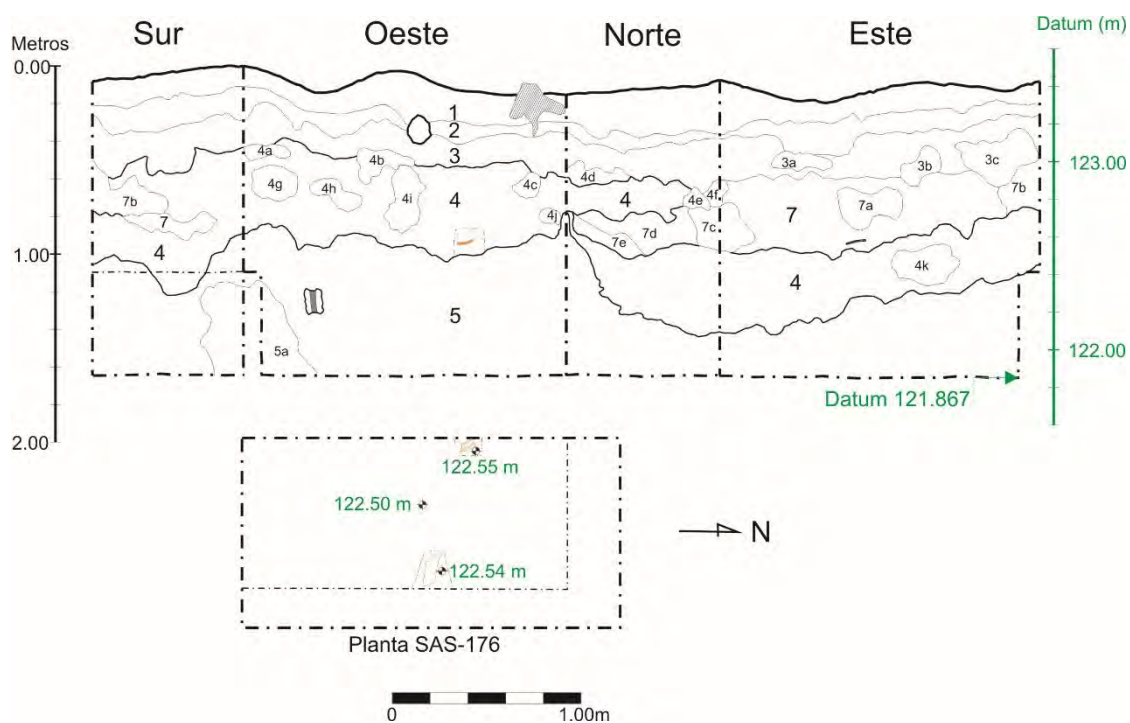 Sur Oeste Norte Este
Metros
Datum (m)
0.00
1
2
3
4a
4b
3a
3b
3c
123.00
4g
4h
4i
4
4c
4d
4
4e
4f
7b
7b
7
4j
7e
7d
7c
7
7a
4
1.00
4
4k
5
5a
122.00
Datum 121.867
2.00
122.55 m
122.50 m
122.54 m
N
Planta SAS-176
0
1.00m